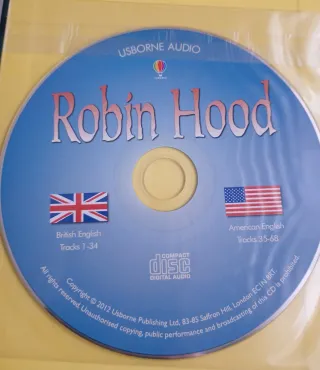 USBORNE AUDIO
Robin Hood
British English
Tracks 1-34
American English
Tracks 35-68
COMPACT
disc
DIGITAL AUDIO
Copyright © 2012 Usborne Publishing Ltd, 83-85 Saffron Hill, London EC1N 8RT.
All rights reserved. Unauthorised copying, public performance and broadcasting of this CD is prohibited.